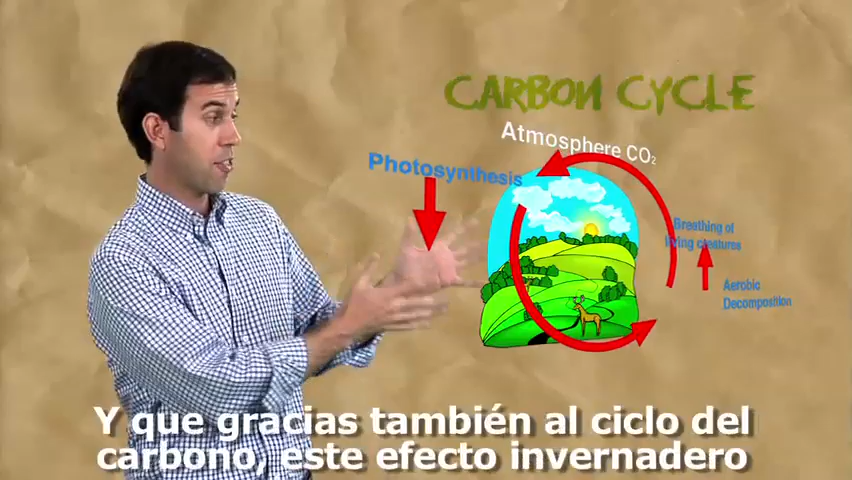 CARBON CYCLE
Atmosphere CO₂
Photosynthesis
Breathing of
living creatures
Aerobic
Decomposition
Y que gracias también al ciclo del
carbono, este efecto invernadero